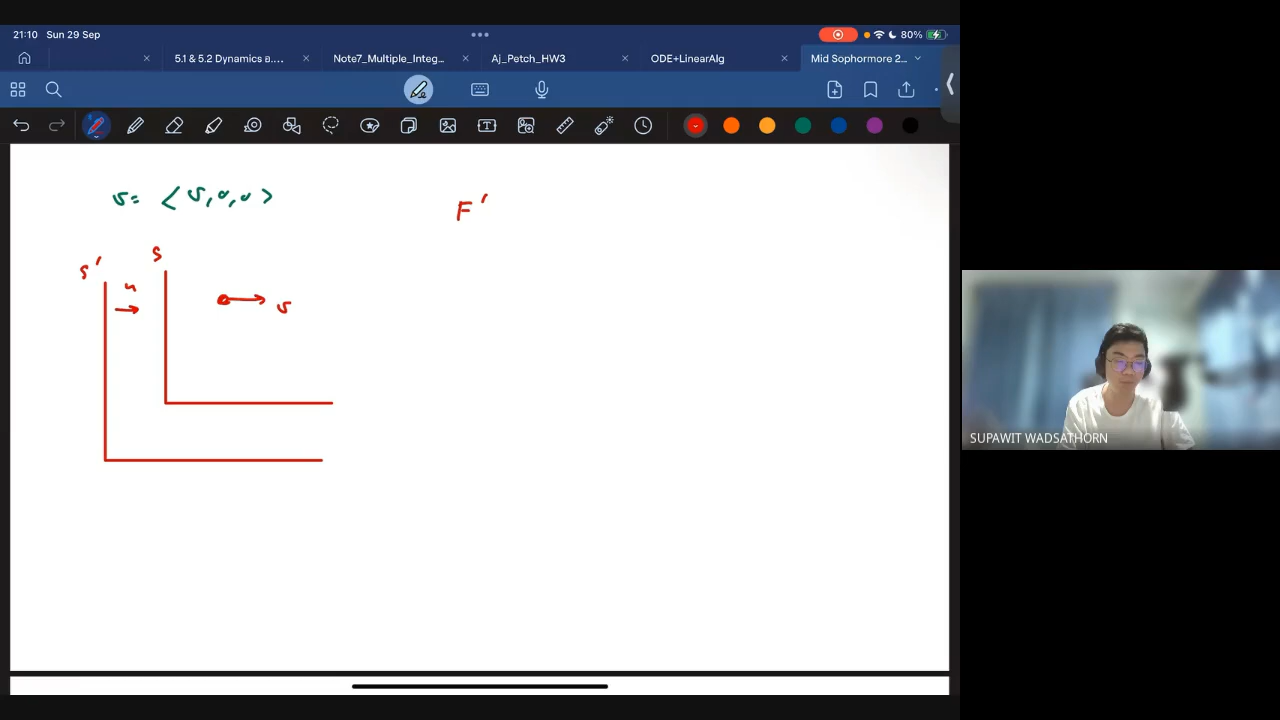 21:10 Sun 29 Sep
80%
5.1 & 5.2 Dynamics a....
Note7_Multiple_Integ...
Aj_Petch_HW3
ODE+LinearAlg
Mid Sophormore 2...
v = < v, 0, 0 >
F'
S'
S
u
v
SUPAWIT WADSATHORN